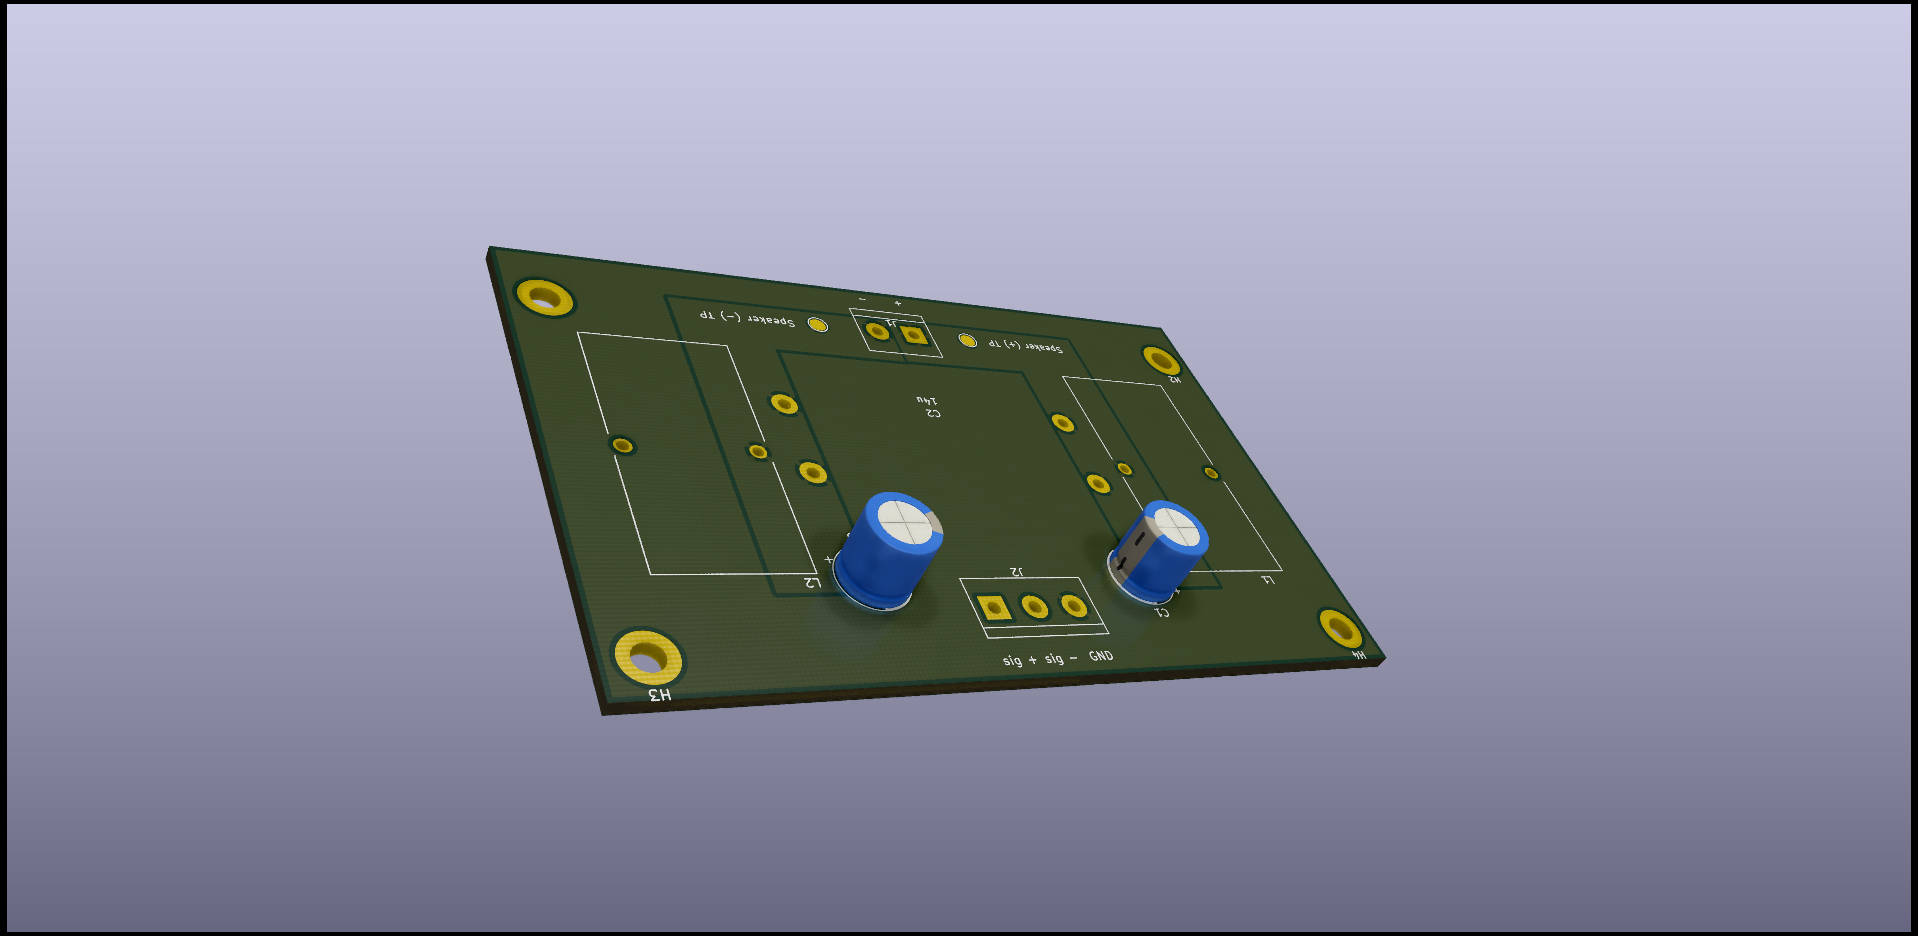 − +
J1
Speaker (−) TP
Speaker (+) TP
H2
14u
C2
J2
+
L2
L1
+
C1
sig + sig − GND
H4
H3